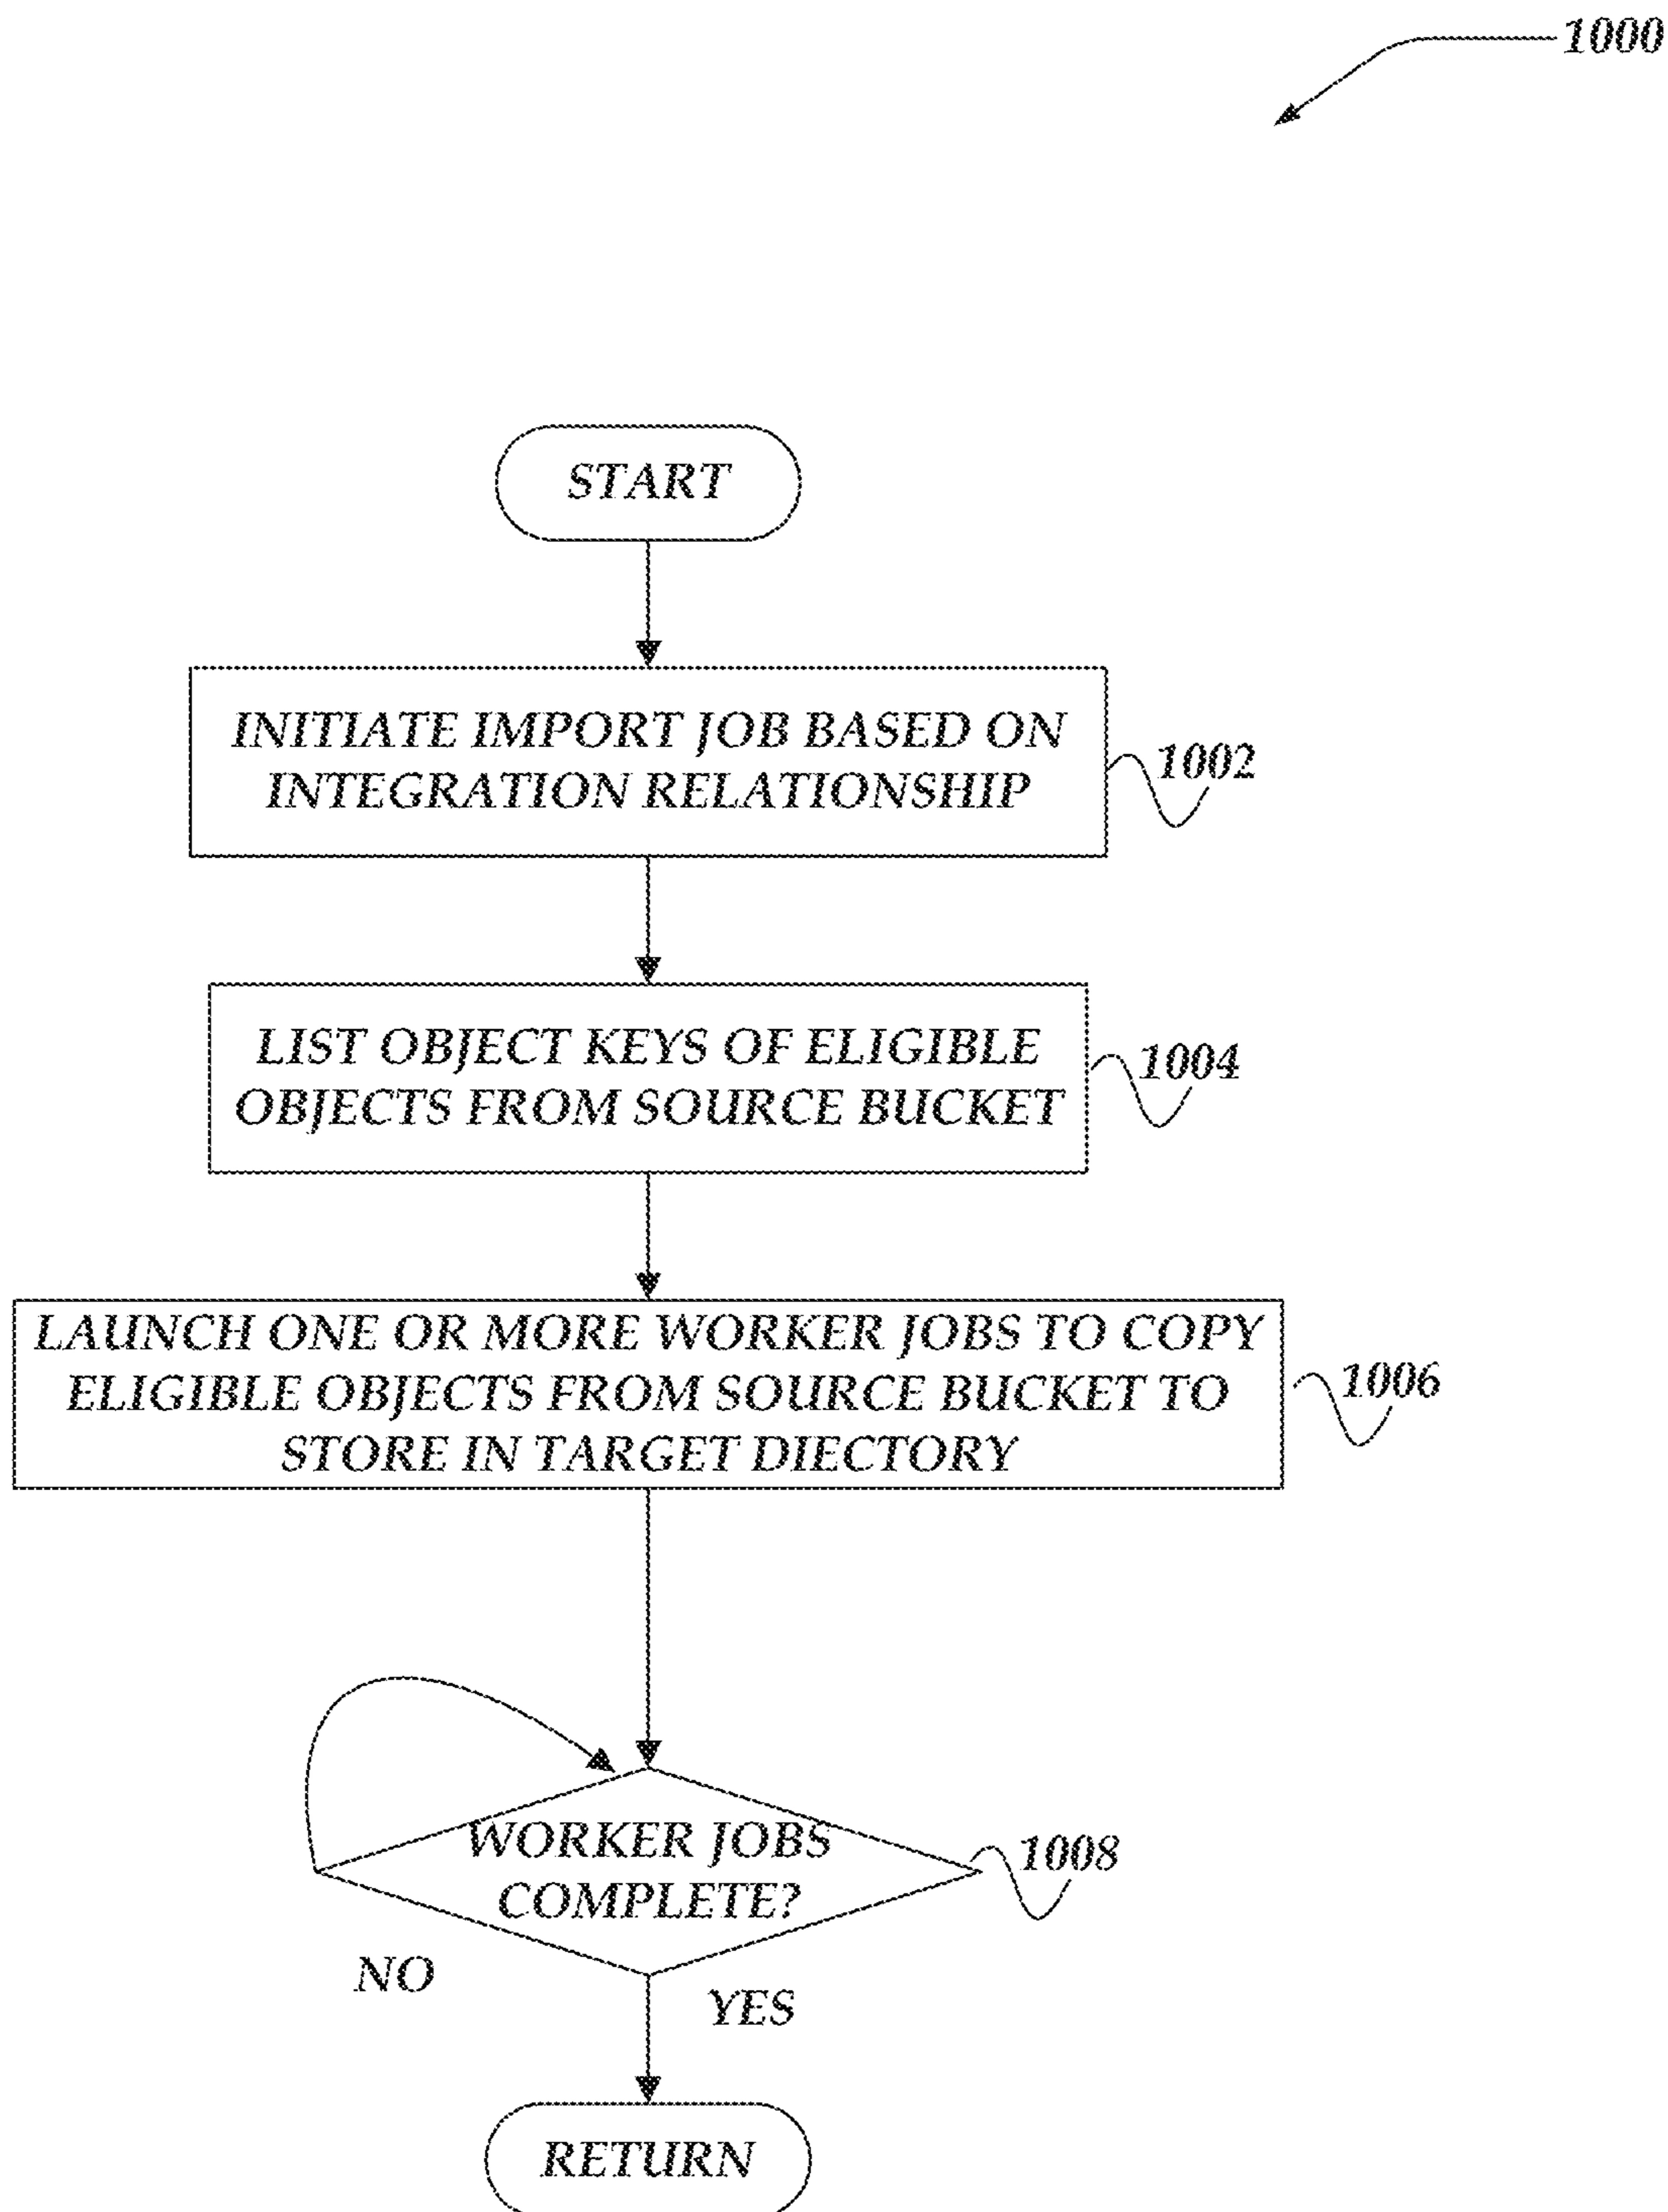 1000
START
INITIATE IMPORT JOB BASED ON
INTEGRATION RELATIONSHIP
1002
LIST OBJECT KEYS OF ELIGIBLE
OBJECTS FROM SOURCE BUCKET
1004
LAUNCH ONE OR MORE WORKER JOBS TO COPY
ELIGIBLE OBJECTS FROM SOURCE BUCKET TO
STORE IN TARGET DIECTORY
1006
WORKER JOBS
COMPLETE?
1008
NO
YES
RETURN